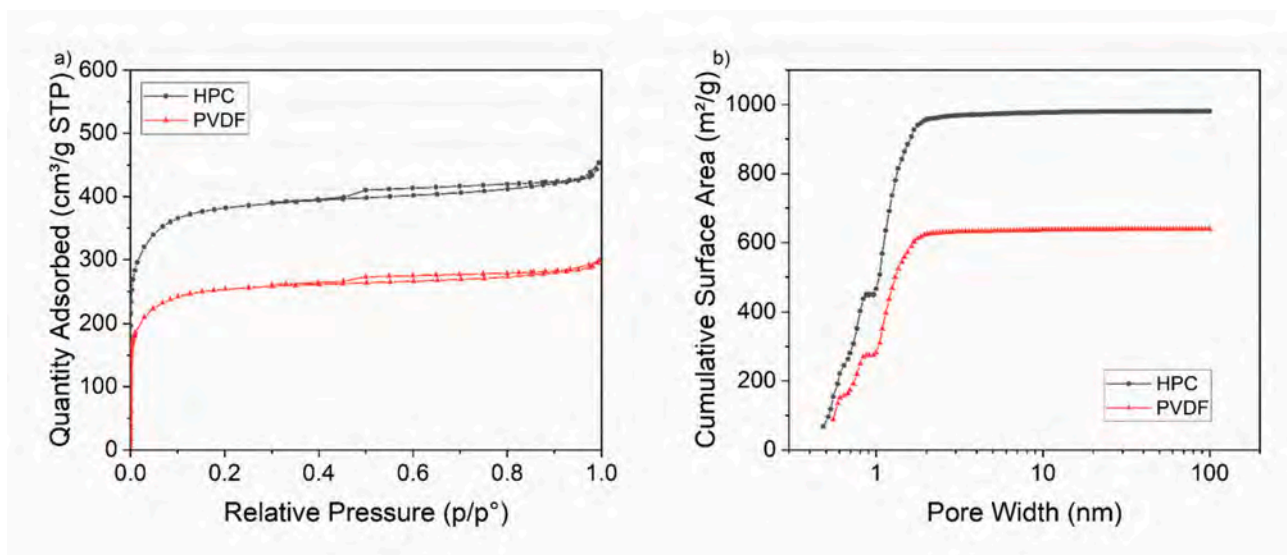 a)
600
500
400
300
200
100
0
0.0
0.2
0.4
0.6
0.8
1.0
Quantity Adsorbed (cm³/g STP)
Relative Pressure (p/p°)
HPC
PVDF
b)
1000
800
600
400
200
0
1
10
100
Cumulative Surface Area (m²/g)
Pore Width (nm)
HPC
PVDF